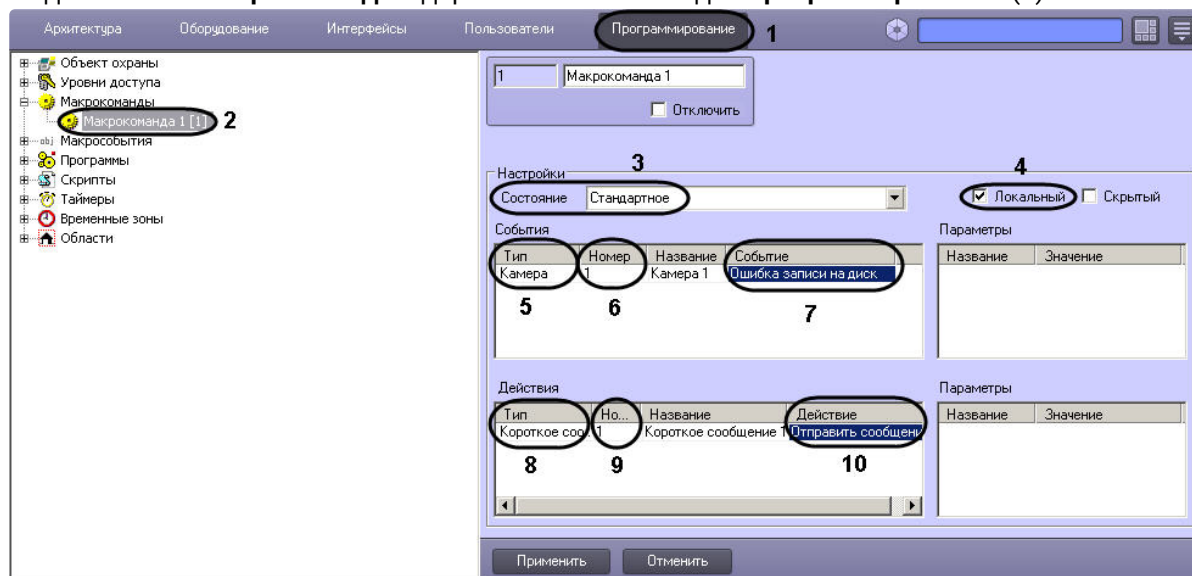 Архитектура Оборудование Интерфейсы Пользователи Программирование 1
Объект охраны
Уровни доступа
Макрокоманды
Макрокоманда 1 [1] 2
Макрособытия
Программы
Скрипты
Таймеры
Временные зоны
Области
1 Макрокоманда 1
Отключить
Настройки
3 4
Состояние Стандартное Локальный Скрытый
События Параметры
Тип Номер Название Событие Название Значение
Камера 1 Камера 1 Ошибка записи на диск
5 6 7
Действия Параметры
Тип Но... Название Действие Название Значение
Короткое соо... 1 Короткое сообщение 1 Отправить сообщени
8 9 10
Применить Отменить